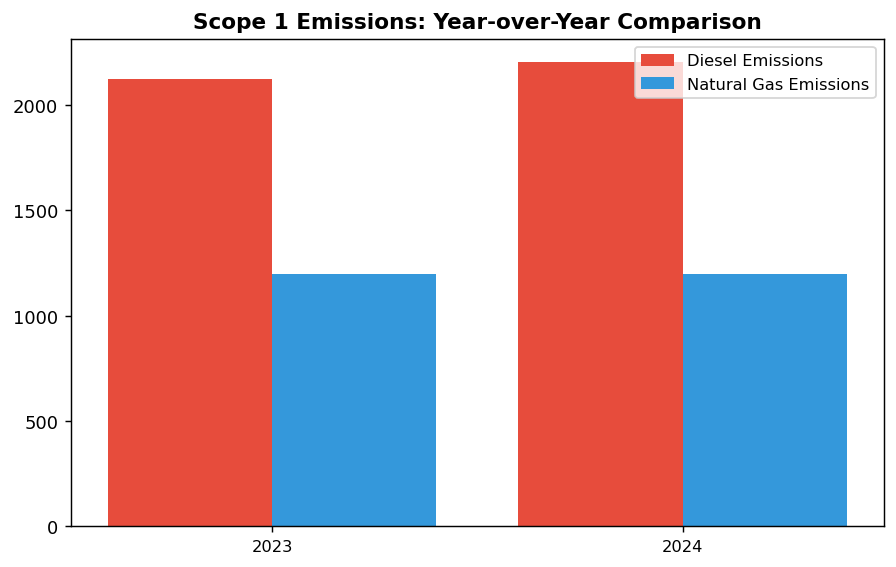 Scope 1 Emissions: Year-over-Year Comparison
Diesel Emissions
Natural Gas Emissions
2000
1500
1000
500
0
2023
2024